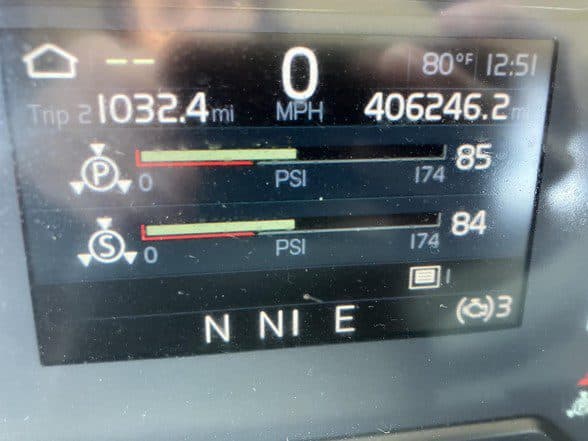 -- 0 80°F 12:51
Trip 2 1032.4 mi MPH 406246.2 m
P 85
0 PSI 174
S 84
0 PSI 174
1
N NI E 3